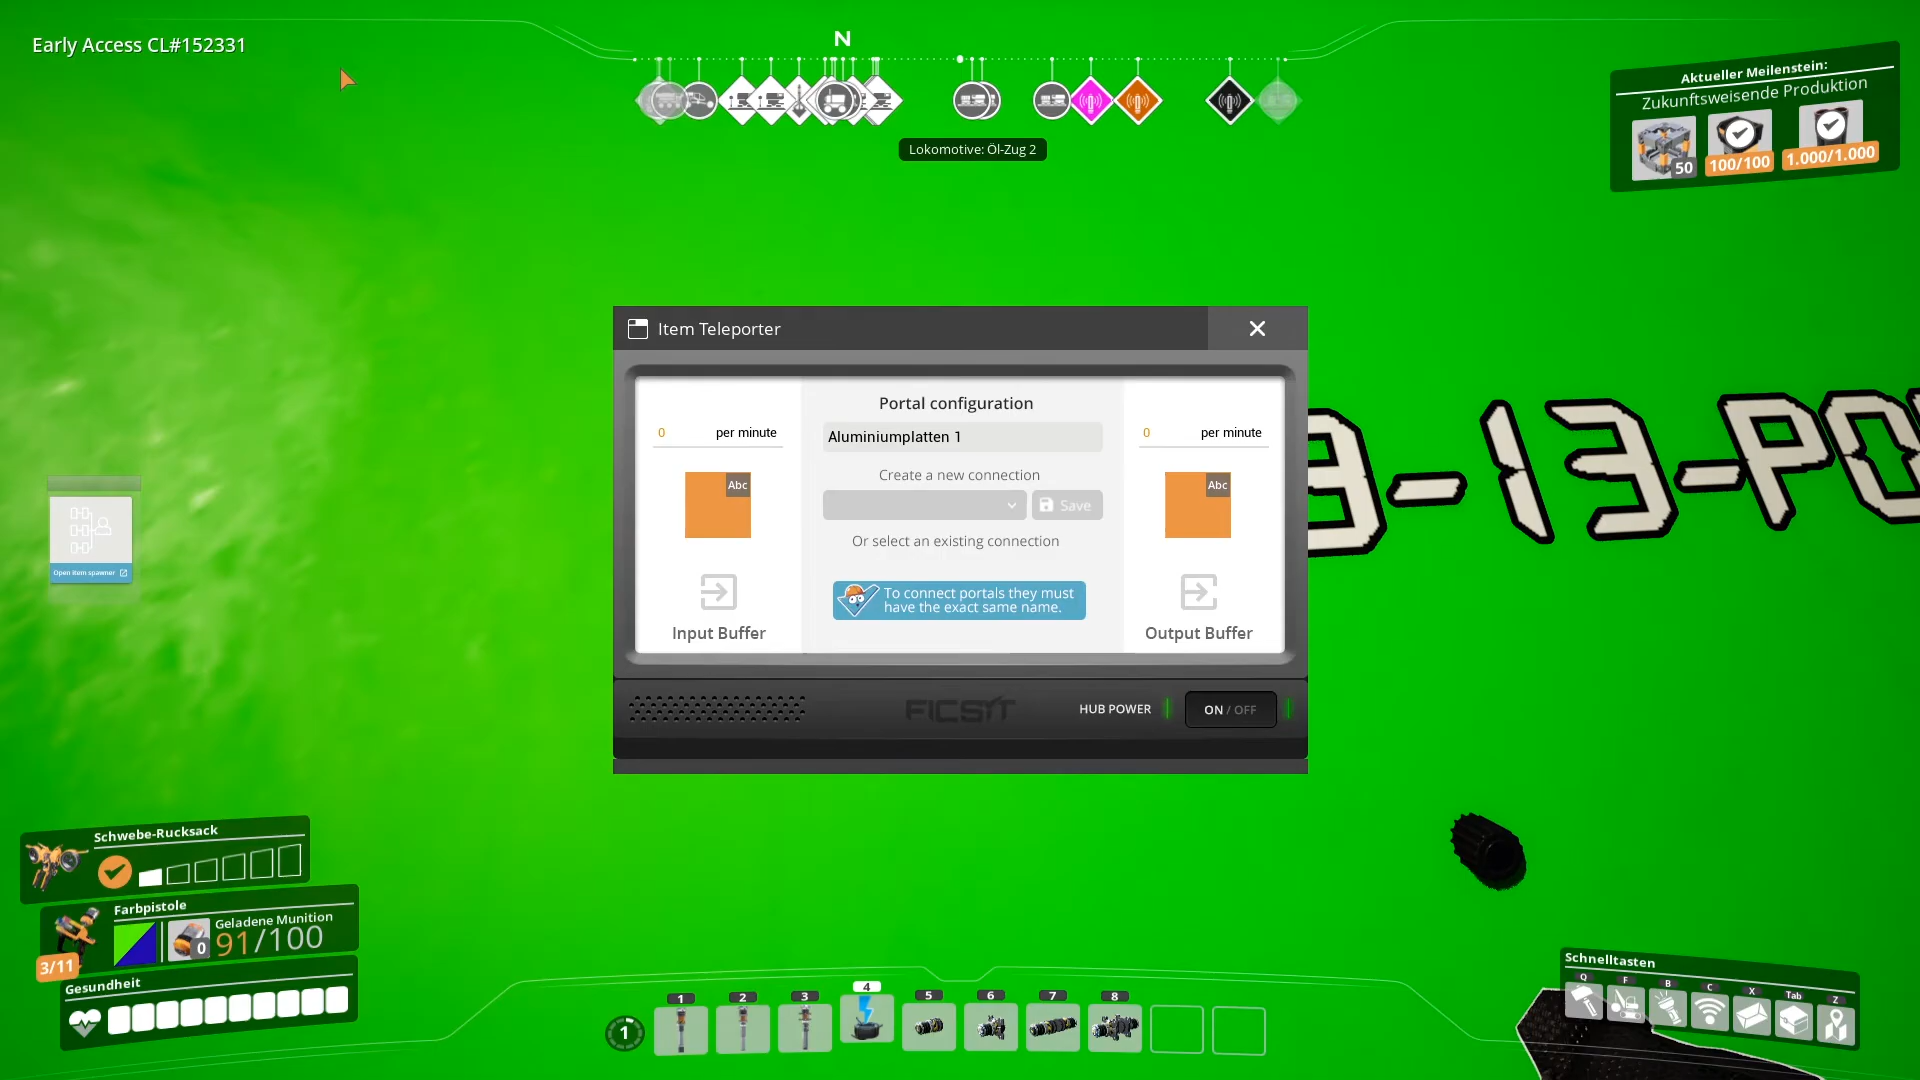 Early Access CL#152331
N
Lokomotive: Öl-Zug 2
Aktueller Meilenstein:
Zukunftsweisende Produktion
50
100/100
1.000/1.000
Item Teleporter
Portal configuration
0 per minute
Aluminiumplatten 1
0 per minute
Create a new connection
Abc
Abc
Save
Or select an existing connection
To connect portals they must
have the exact same name.
Input Buffer
Output Buffer
FICSIT
HUB POWER
ON / OFF
Open item spawner
-13-
Schwebe-Rucksack
Farbpistole
Geladene Munition
0
91/100
3/11
Gesundheit
1
1
2
3
4
5
6
7
8
Schnelltasten
Q
F
B
C
X
Tab
Z